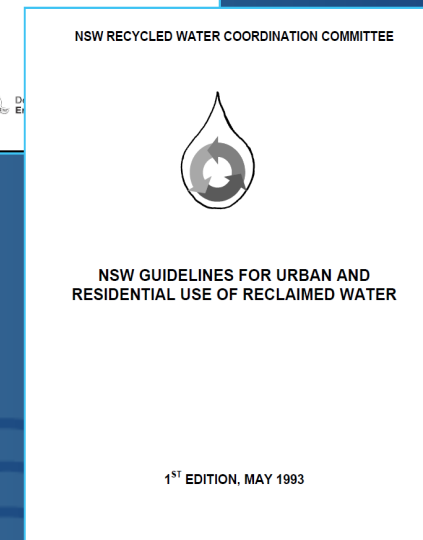 NSW RECYCLED WATER COORDINATION COMMITTEE
NSW GUIDELINES FOR URBAN AND
RESIDENTIAL USE OF RECLAIMED WATER
1ST EDITION, MAY 1993